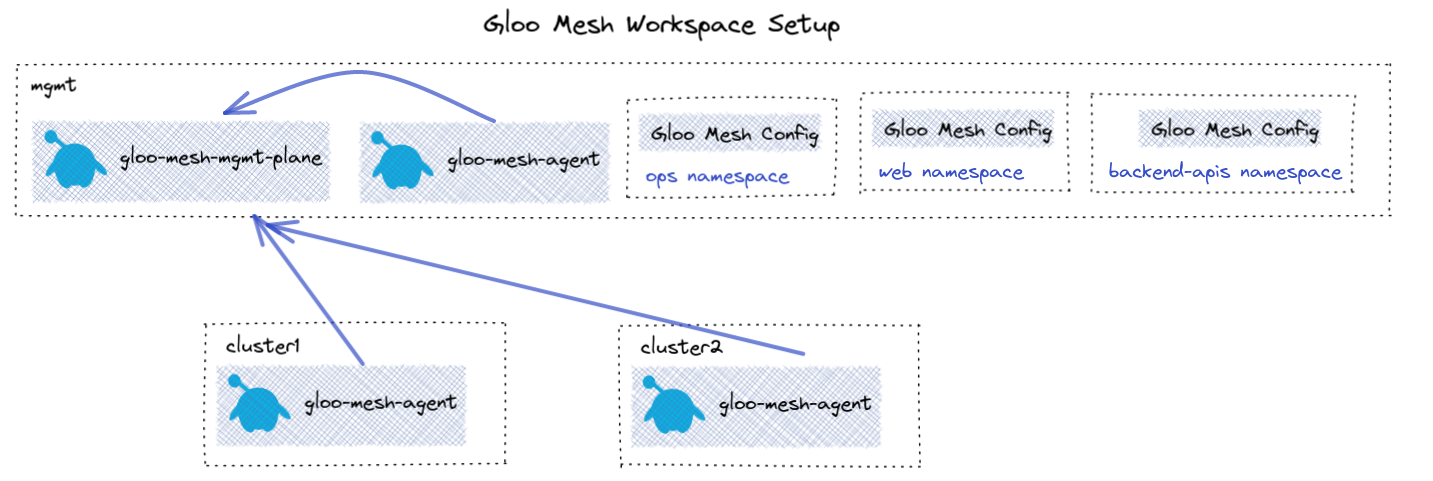 Gloo Mesh Workspace Setup
mgmt
gloo-mesh-mgmt-plane
gloo-mesh-agent
Gloo Mesh Config
ops namespace
Gloo Mesh Config
web namespace
Gloo Mesh Config
backend-apis namespace
cluster1
gloo-mesh-agent
cluster2
gloo-mesh-agent